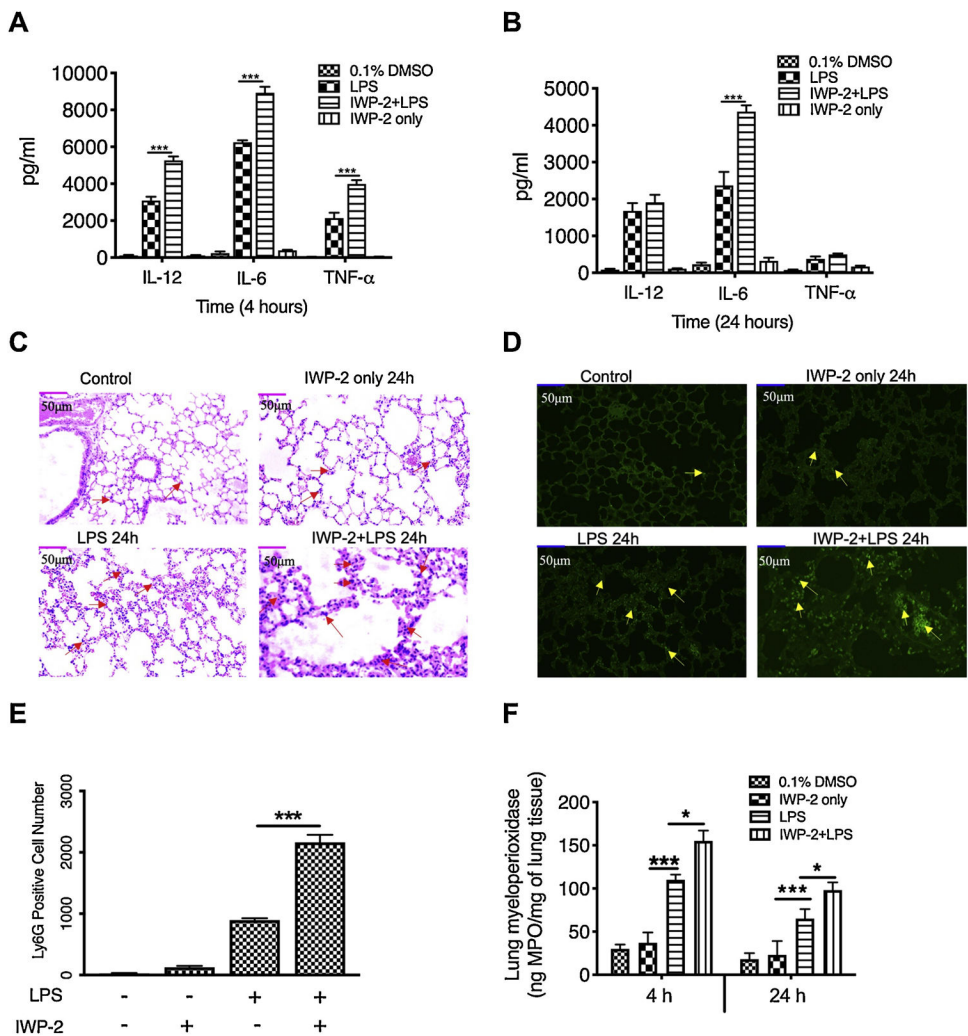 A
pg/ml
10000
8000
6000
4000
2000
0
***
***
***
0.1% DMSO
LPS
IWP-2+LPS
IWP-2 only
IL-12 IL-6 TNF-α
Time (4 hours)
B
pg/ml
5000
4000
3000
2000
1000
0
***
0.1% DMSO
LPS
IWP-2+LPS
IWP-2 only
IL-12 IL-6 TNF-α
Time (24 hours)
C
Control IWP-2 only 24h
50μm 50μm
LPS 24h IWP-2+LPS 24h
50μm 50μm
D
Control IWP-2 only 24h
50μm 50μm
LPS 24h IWP-2+LPS 24h
50μm 50μm
E
Ly6G Positive Cell Number
3000
2000
1000
0
***
LPS - - + +
IWP-2 - + - +
F
Lung myeloperioxidase
(ng MPO/mg of lung tissue)
200
150
100
50
0
0.1% DMSO
IWP-2 only
LPS
IWP-2+LPS
***
*
***
*
4 h 24 h